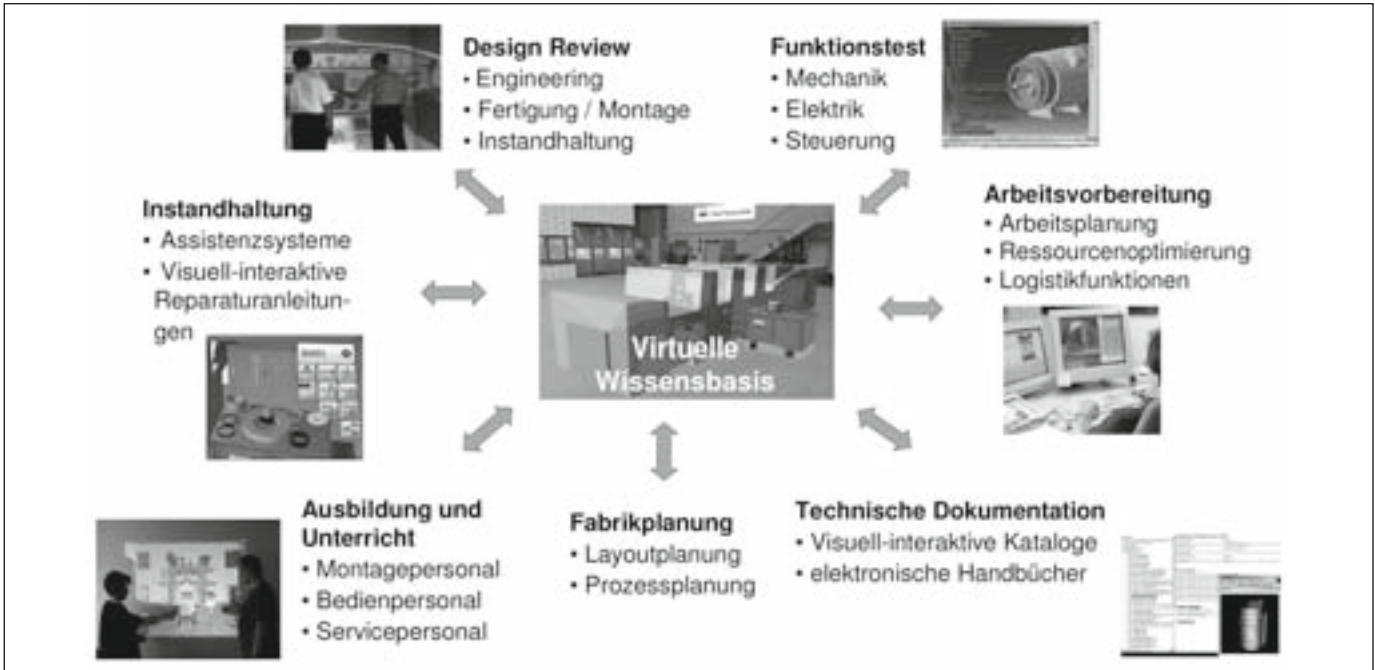 Design Review
• Engineering
• Fertigung / Montage
• Instandhaltung
Funktionstest
• Mechanik
• Elektrik
• Steuerung
Instandhaltung
• Assistenzsysteme
• Visuell-interaktive
Reparaturanleitun-
gen
Arbeitsvorbereitung
• Arbeitsplanung
• Ressourcenoptimierung
• Logistikfunktionen
Virtuelle
Wissensbasis
Ausbildung und
Unterricht
• Montagepersonal
• Bedienpersonal
• Servicepersonal
Fabrikplanung
• Layoutplanung
• Prozessplanung
Technische Dokumentation
• Visuell-interaktive Kataloge
• elektronische Handbücher